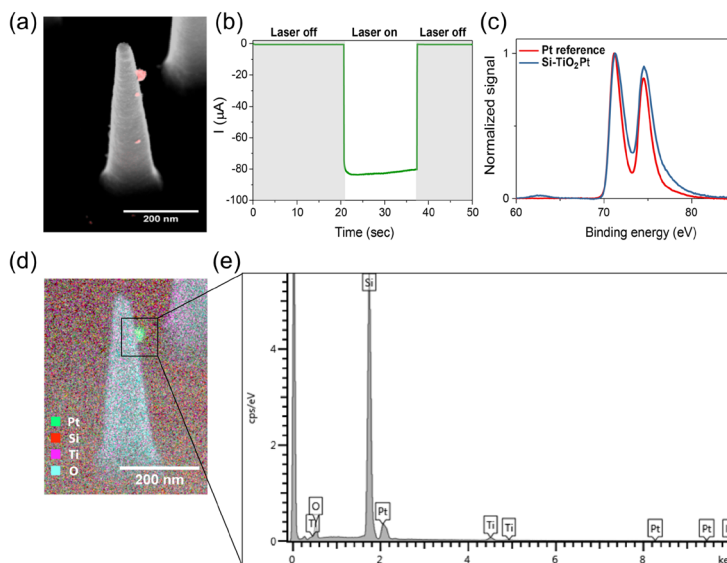 (a)
200 nm
(b)
Laser off Laser on Laser off
0
-20
-40
-60
-80
-100
I (µA)
0 10 20 30 40 50
Time (sec)
(c)
Pt reference
Si-TiO₂Pt
1
0
Normalized signal
60 70 80
Binding energy (eV)
(d)
Pt
Si
Ti
O
200 nm
(e)
Si
4
2
0
cps/eV
O
Ti
Pt
Ti
Ti
Pt
Pt
0 2 4 6 8